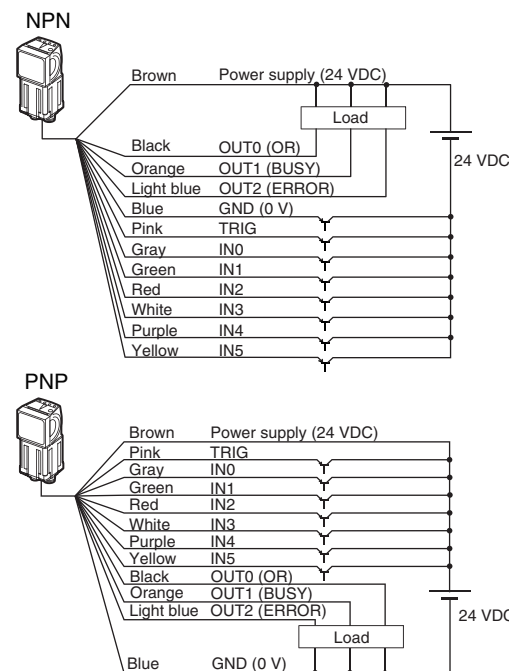 NPN
Brown Power supply (24 VDC)
Load
Black OUT0 (OR)
Orange OUT1 (BUSY)
24 VDC
Light blue OUT2 (ERROR)
Blue GND (0 V)
Pink TRIG
Gray IN0
Green IN1
Red IN2
White IN3
Purple IN4
Yellow IN5
PNP
Brown Power supply (24 VDC)
Pink TRIG
Gray IN0
Green IN1
Red IN2
White IN3
Purple IN4
Yellow IN5
Black OUT0 (OR)
Orange OUT1 (BUSY)
Light blue OUT2 (ERROR)
24 VDC
Load
Blue GND (0 V)